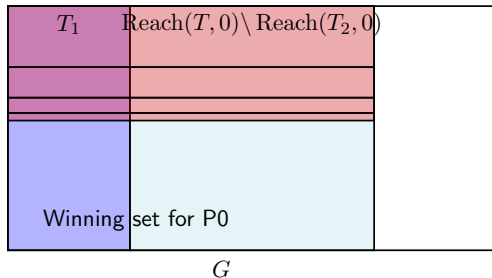 T₁ Reach(T, 0)\ Reach(T₂, 0)
Winning set for P0
G